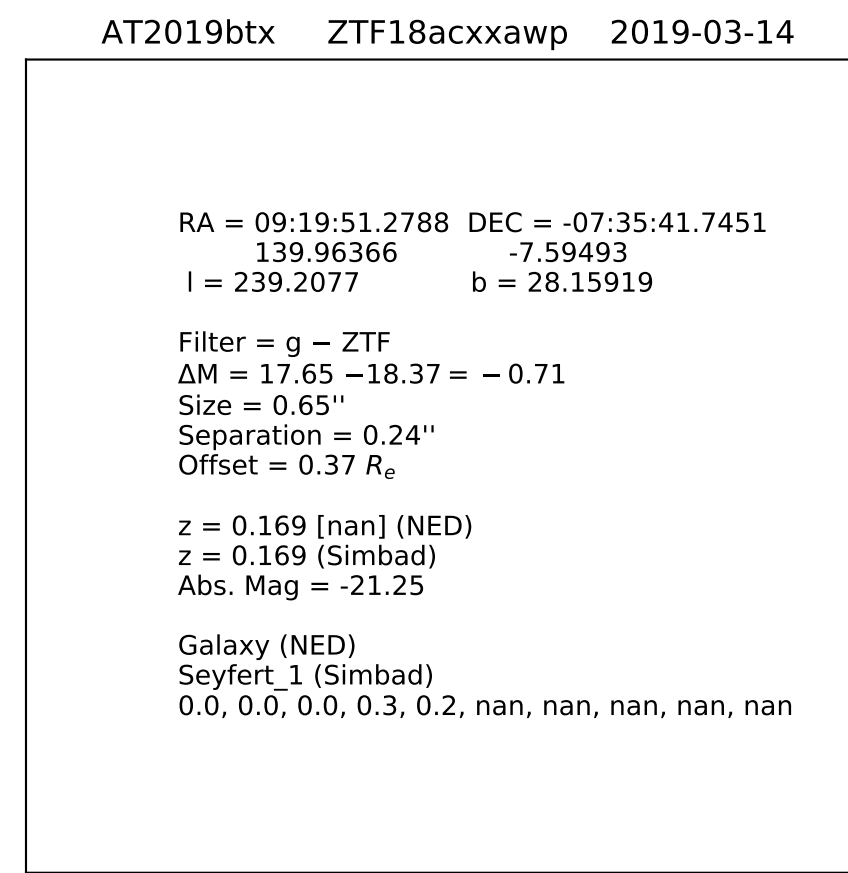 AT2019btx ZTF18acxxawp 2019-03-14
RA = 09:19:51.2788 DEC = -07:35:41.7451
139.96366 -7.59493
l = 239.2077 b = 28.15919
Filter = g − ZTF
ΔM = 17.65 −18.37 = − 0.71
Size = 0.65''
Separation = 0.24''
Offset = 0.37 Re
z = 0.169 [nan] (NED)
z = 0.169 (Simbad)
Abs. Mag = -21.25
Galaxy (NED)
Seyfert_1 (Simbad)
0.0, 0.0, 0.0, 0.3, 0.2, nan, nan, nan, nan, nan